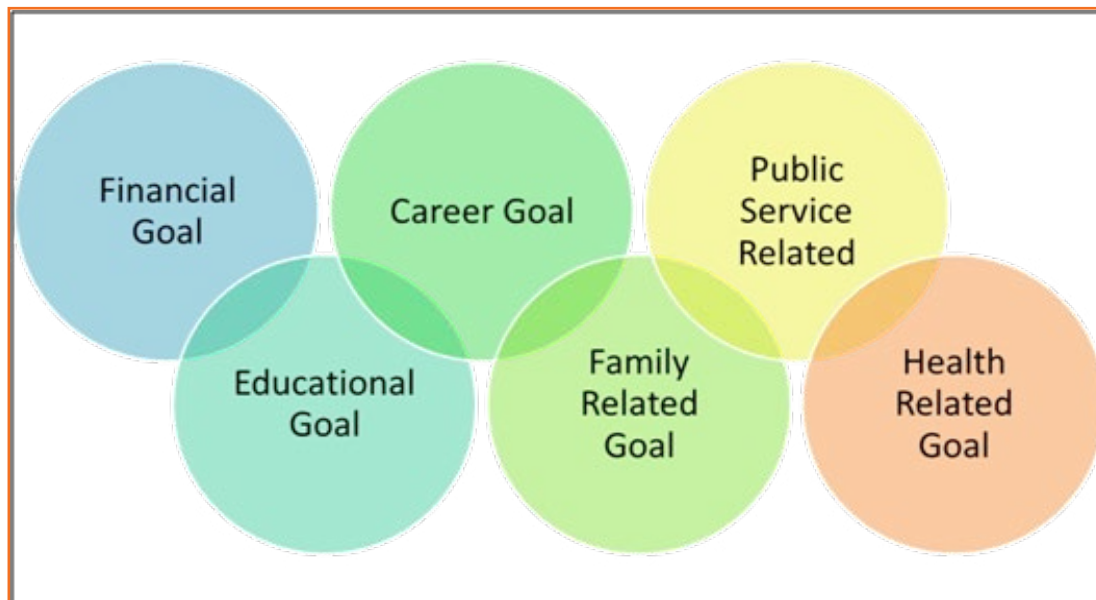 Financial
Goal
Career Goal
Public
Service
Related
Educational
Goal
Family
Related
Goal
Health
Related
Goal